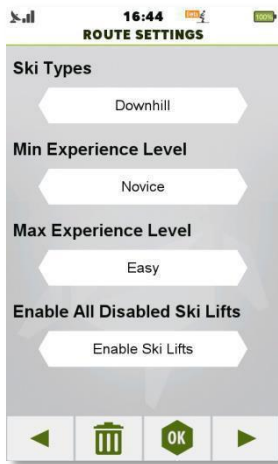 16:44
100%
ROUTE SETTINGS
Ski Types
Downhill
Min Experience Level
Novice
Max Experience Level
Easy
Enable All Disabled Ski Lifts
Enable Ski Lifts
OK